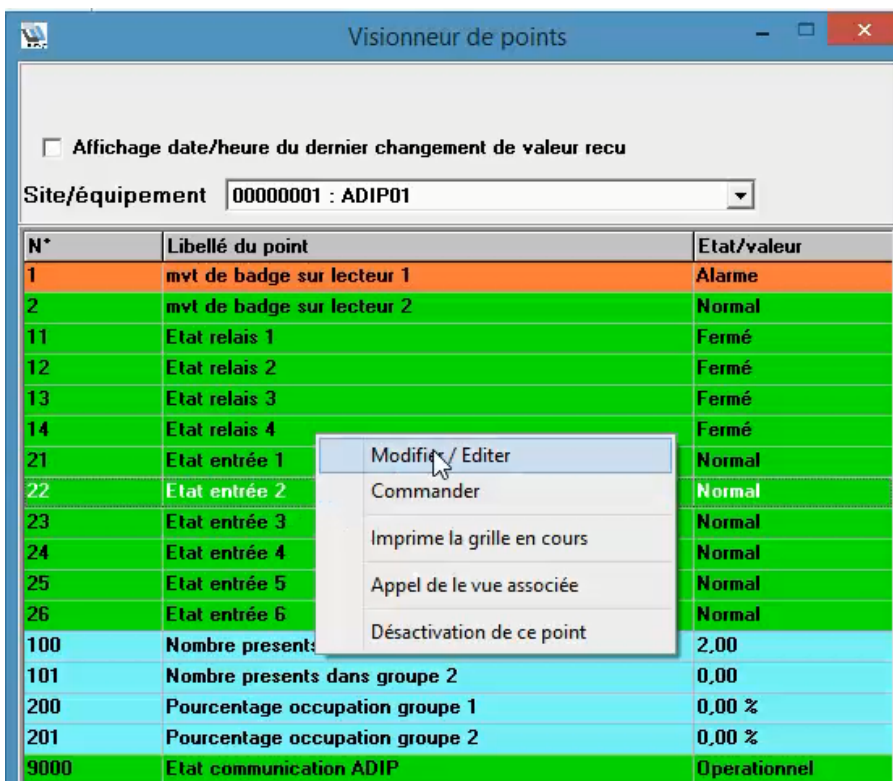 Visionneur de points
Affichage date/heure du dernier changement de valeur recu
Site/équipement 00000001 : ADIP01
N° Libellé du point Etat/valeur
1 mvt de badge sur lecteur 1 Alarme
2 mvt de badge sur lecteur 2 Normal
11 Etat relais 1 Fermé
12 Etat relais 2 Fermé
13 Etat relais 3 Fermé
14 Etat relais 4 Fermé
21 Etat entrée 1 Normal
22 Etat entrée 2 Normal
23 Etat entrée 3 Normal
24 Etat entrée 4 Normal
25 Etat entrée 5 Normal
26 Etat entrée 6 Normal
100 Nombre presents 2,00
101 Nombre presents dans groupe 2 0,00
200 Pourcentage occupation groupe 1 0,00 %
201 Pourcentage occupation groupe 2 0,00 %
9000 Etat communication ADIP Operationnel
Modifier / Editer
Commander
Imprime la grille en cours
Appel de le vue associée
Désactivation de ce point